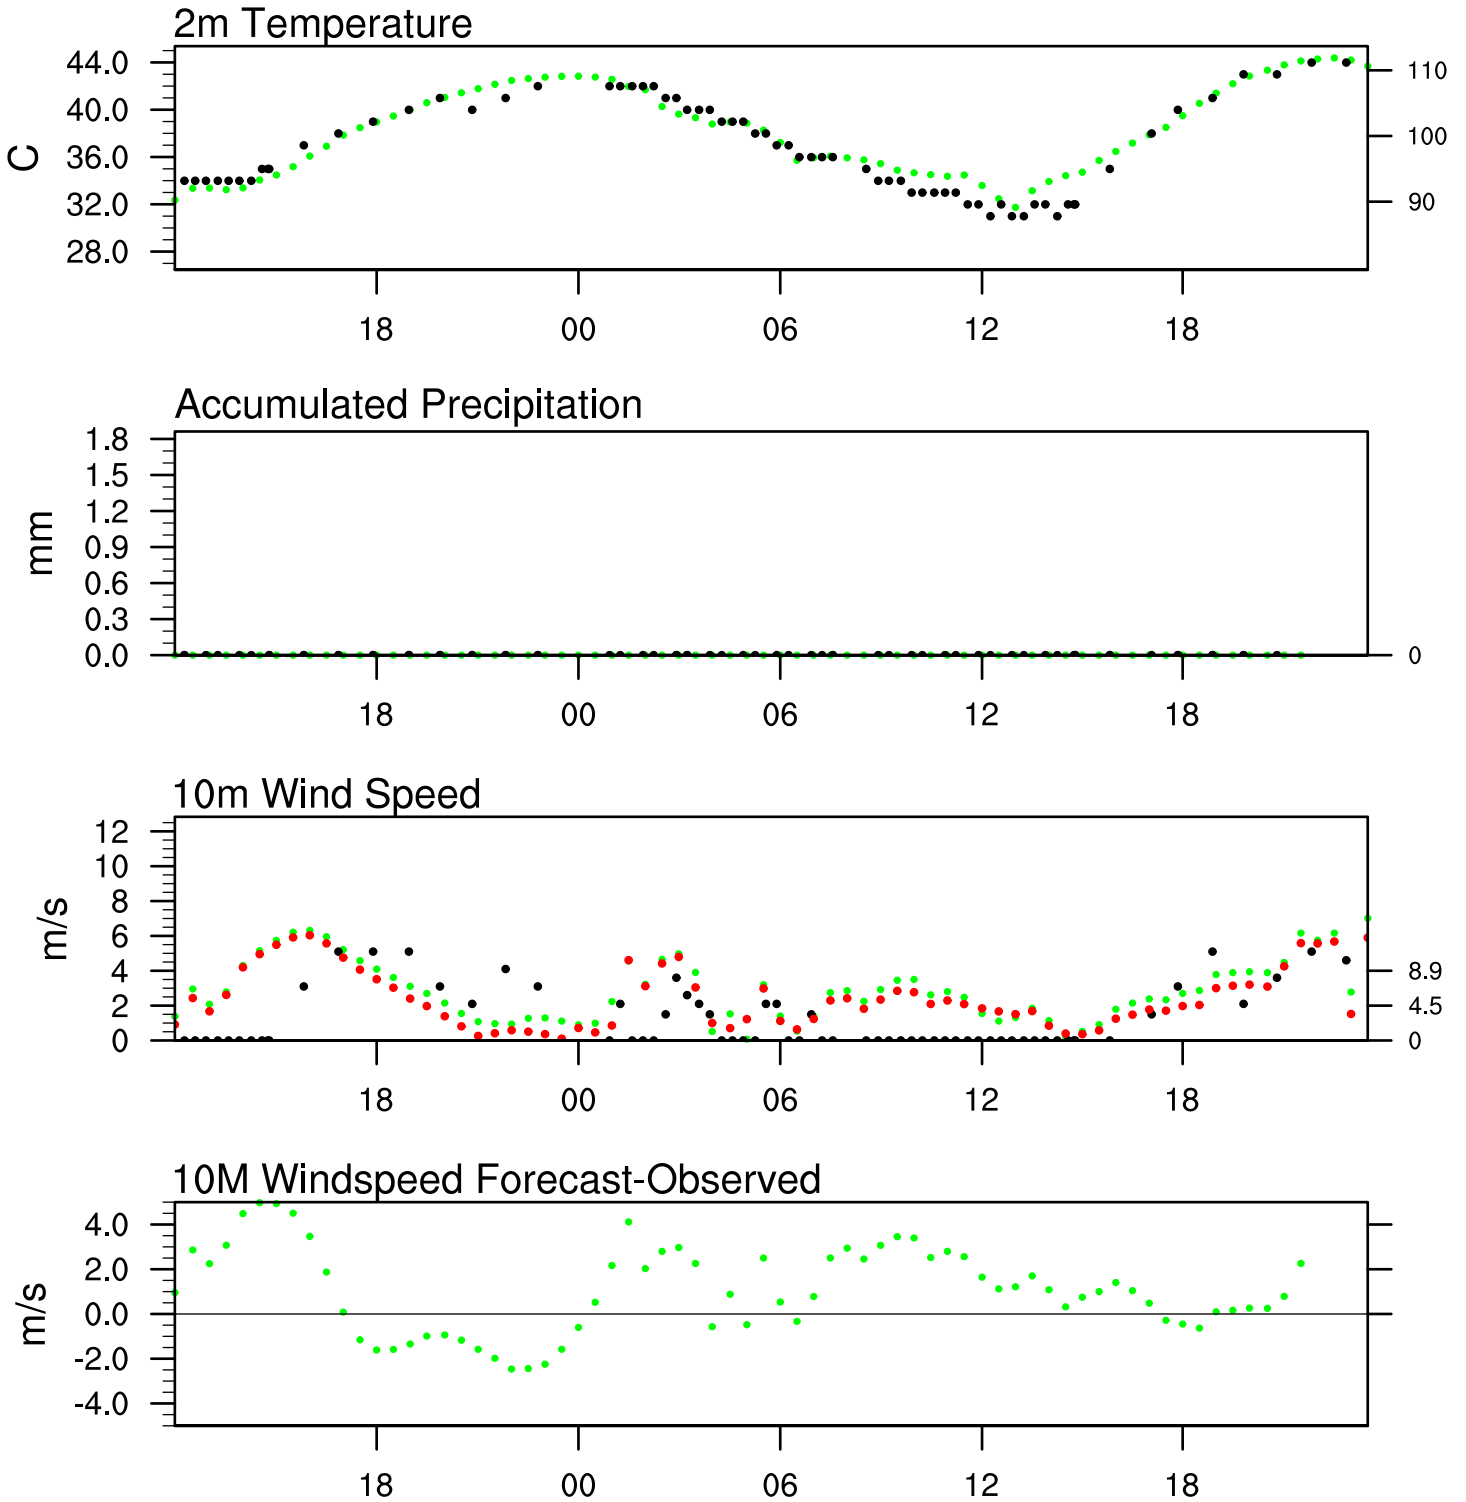 2m Temperature
44.0
40.0
36.0
32.0
28.0
C
110
100
90
18 00 06 12 18
Accumulated Precipitation
1.8
1.5
1.2
0.9
0.6
0.3
0.0
mm
0
18 00 06 12 18
10m Wind Speed
12
10
8
6
4
2
0
m/s
8.9
4.5
0
18 00 06 12 18
10M Windspeed Forecast-Observed
4.0
2.0
0.0
-2.0
-4.0
m/s
18 00 06 12 18